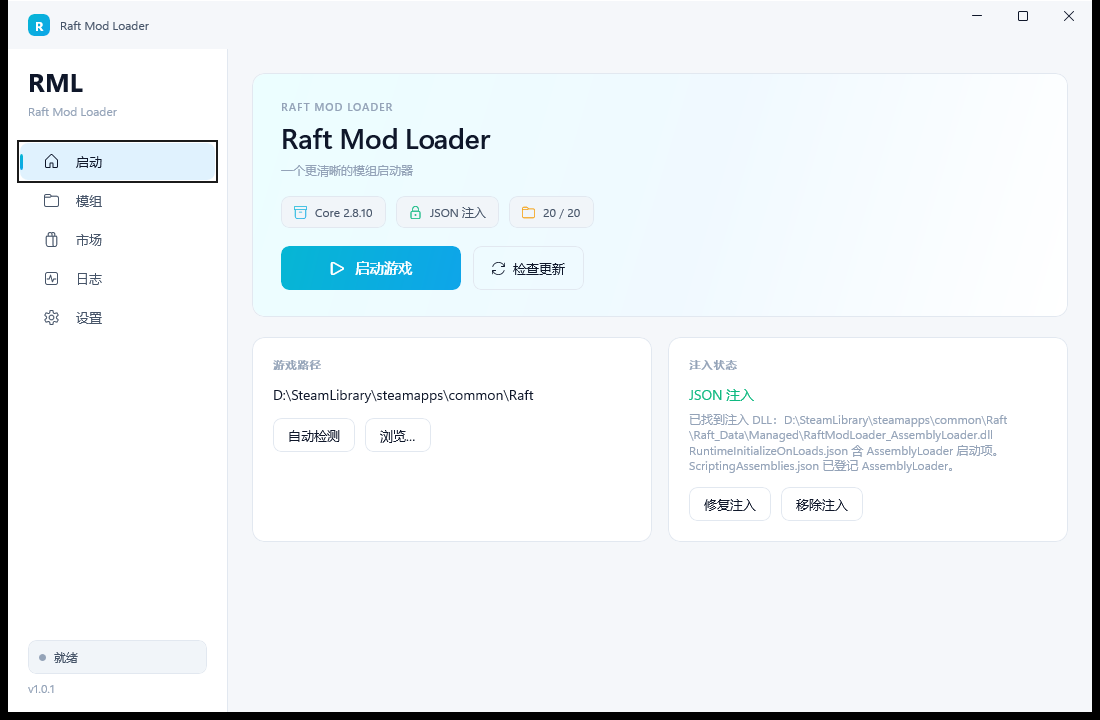 R Raft Mod Loader
RML
Raft Mod Loader
启动
模组
市场
日志
设置
就绪
v1.0.1
RAFT MOD LOADER
Raft Mod Loader
一个更清晰的模组启动器
Core 2.8.10
JSON 注入
20 / 20
启动游戏
检查更新
游戏路径
D:\SteamLibrary\steamapps\common\Raft
自动检测
浏览...
注入状态
JSON 注入
已找到注入 DLL：D:\SteamLibrary\steamapps\common\Raft
\Raft_Data\Managed\RaftModLoader_AssemblyLoader.dll
RuntimeInitializeOnLoads.json 含 AssemblyLoader 启动项。
ScriptingAssemblies.json 已登记 AssemblyLoader。
修复注入
移除注入